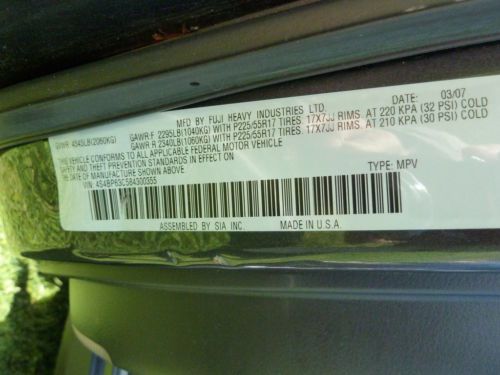 MFD BY FUJI HEAVY INDUSTRIES LTD. DATE: 03/07
GVWR 4545LB(2060KG) GAWR:F 2295LB(1040KG) WITH P225/55R17 TIRES. 17X7JJ RIMS. AT 220 KPA (32 PSI) COLD
GAWR:R 2340LB(1060KG) WITH P225/55R17 TIRES. 17X7JJ RIMS. AT 210 KPA (30 PSI) COLD
THIS VEHICLE CONFORMS TO ALL APPLICABLE FEDERAL MOTOR VEHICLE
SAFETY AND THEFT PREVENTION STANDARDS IN EFFECT ON
THE DATE OF MANUFACTURE SHOWN ABOVE
VIN: 4S4BP63C584300355 TYPE: MPV
ASSEMBLED BY SIA INC. MADE IN U.S.A.